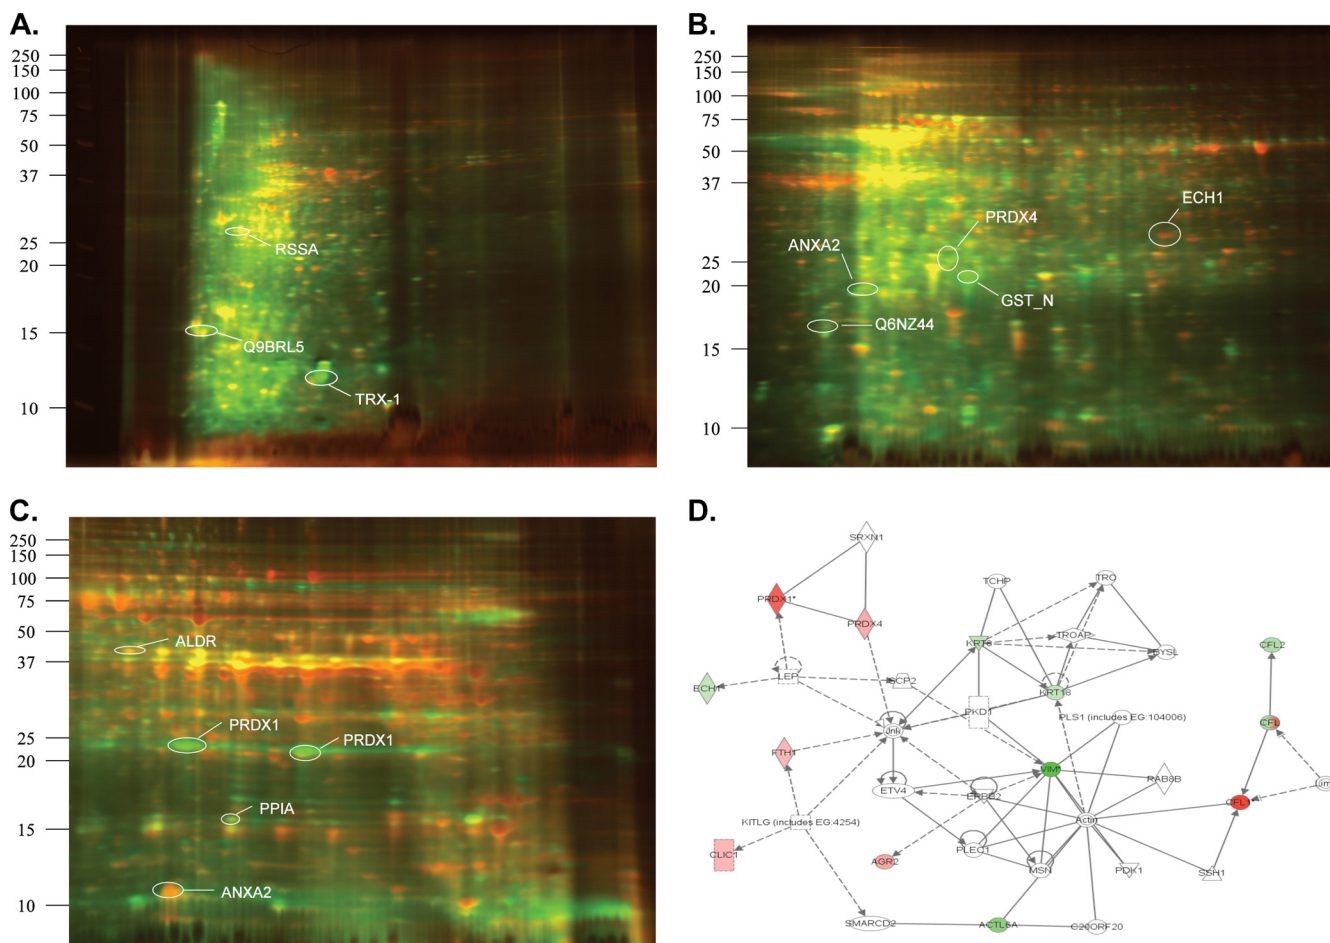 A.
250
150
100
75
50
37
25
20
15
10
RSSA
Q9BRL5
TRX-1
B.
250
150
100
75
50
37
25
20
15
10
ECH1
PRDX4
ANXA2
GST_N
Q6NZ44
C.
250
150
100
75
50
37
25
20
15
10
ALDR
PRDX1
PRDX1
PPIA
ANXA2
D.
SRXN1
PRDX1*
PRDX4
TCHP
TRO
KRT8
TROAP
BYSL
CFL2
LEP
SCP2
ECH1
KRT18
PKD1
PLS1 (includes EG:104006)
CFL
Jnk
FTH1
VIM*
RAB8B
ETV4
ERBB2
CFL1*
KITLG (includes EG:4254)
Actin
CLIC1
AGR2
PLEC1
MSN
PDK1
SSH1
SMARCD2
ACTL6A
C20ORF20